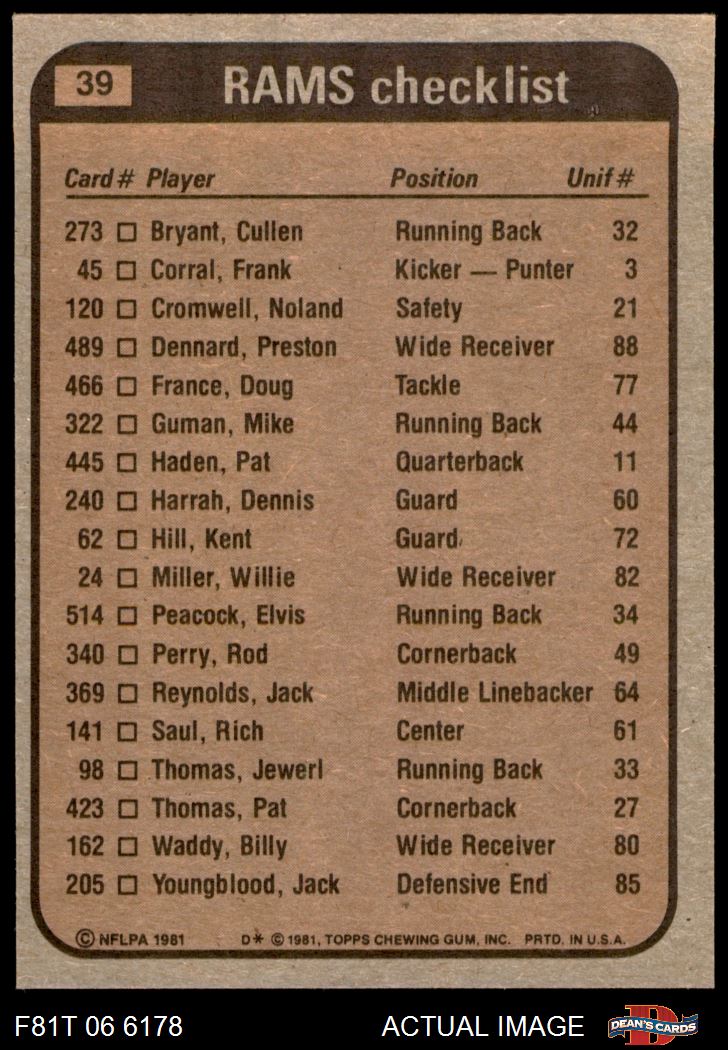 39 RAMS checklist
Card # Player Position Unif #
273 □ Bryant, Cullen Running Back 32
45 □ Corral, Frank Kicker — Punter 3
120 □ Cromwell, Noland Safety 21
489 □ Dennard, Preston Wide Receiver 88
466 □ France, Doug Tackle 77
322 □ Guman, Mike Running Back 44
445 □ Haden, Pat Quarterback 11
240 □ Harrah, Dennis Guard 60
62 □ Hill, Kent Guard 72
24 □ Miller, Willie Wide Receiver 82
514 □ Peacock, Elvis Running Back 34
340 □ Perry, Rod Cornerback 49
369 □ Reynolds, Jack Middle Linebacker 64
141 □ Saul, Rich Center 61
98 □ Thomas, Jewerl Running Back 33
423 □ Thomas, Pat Cornerback 27
162 □ Waddy, Billy Wide Receiver 80
205 □ Youngblood, Jack Defensive End 85
© NFLPA 1981 D* © 1981, TOPPS CHEWING GUM, INC. PRTD. IN U.S.A.
F81T 06 6178 ACTUAL IMAGE D DEAN'S CARDS